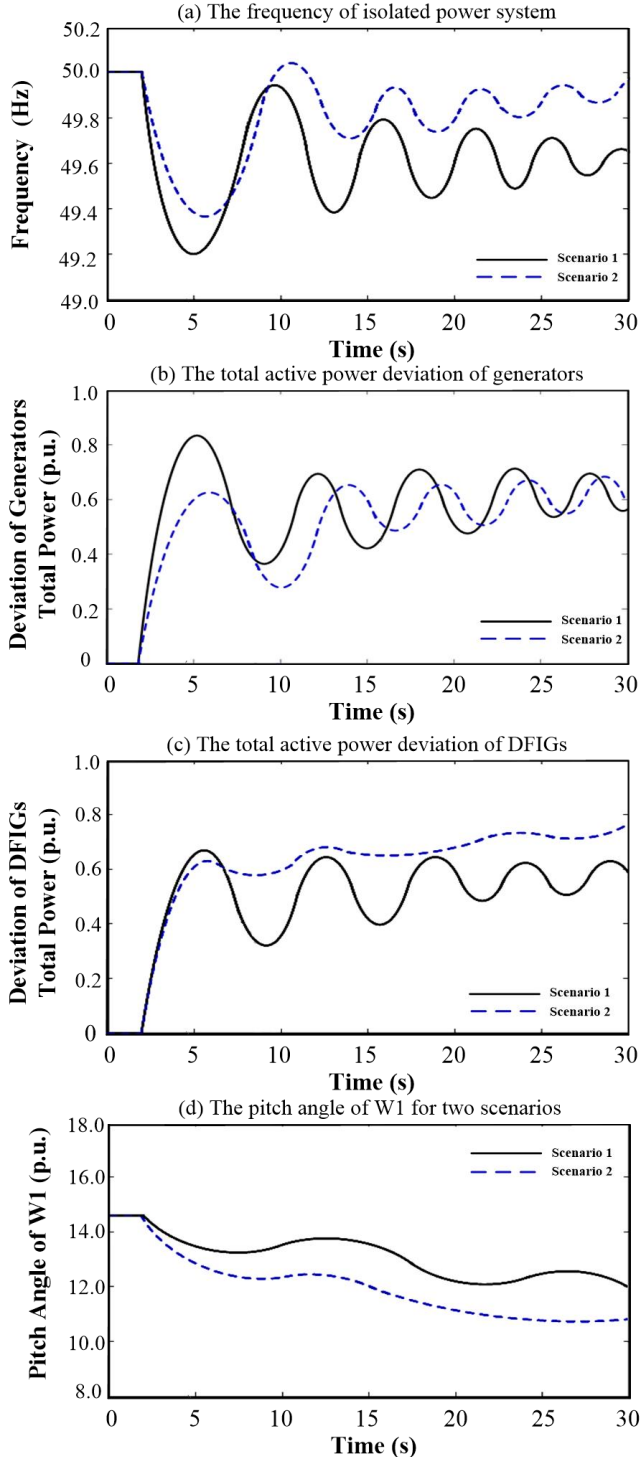 (a) The frequency of isolated power system
50.2
50.0
49.8
49.6
49.4
49.2
49.0
Frequency (Hz)
Scenario 1
Scenario 2
0 5 10 15 20 25 30
Time (s)
(b) The total active power deviation of generators
1.0
0.8
0.6
0.4
0.2
0
Deviation of Generators
Total Power (p.u.)
Scenario 1
Scenario 2
0 5 10 15 20 25 30
Time (s)
(c) The total active power deviation of DFIGs
1.0
0.8
0.6
0.4
0.2
0
Deviation of DFIGs
Total Power (p.u.)
Scenario 1
Scenario 2
0 5 10 15 20 25 30
Time (s)
(d) The pitch angle of W1 for two scenarios
18.0
16.0
14.0
12.0
10.0
8.0
Pitch Angle of W1 (p.u.)
Scenario 1
Scenario 2
0 5 10 15 20 25 30
Time (s)